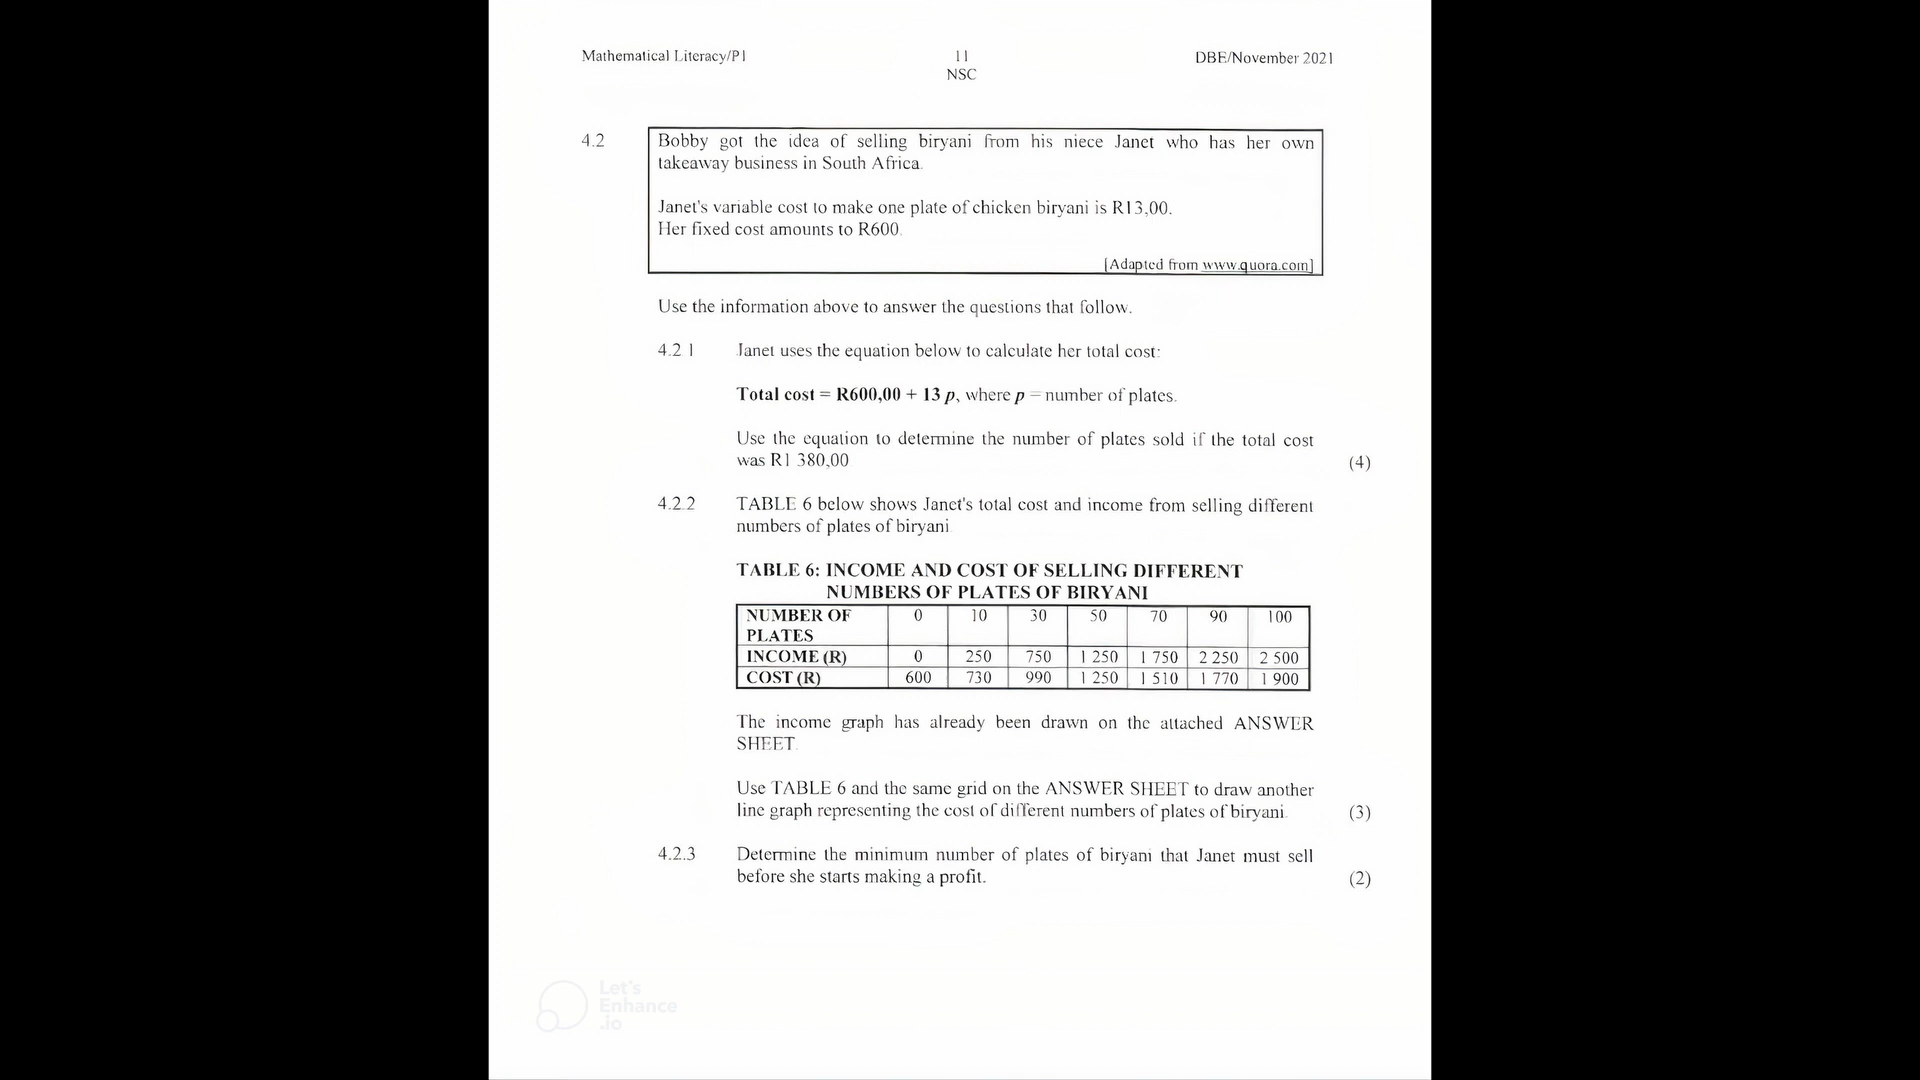 Mathematical Literacy/P1 11 DBE/November 2021
NSC
4.2 Bobby got the idea of selling biryani from his niece Janet who has her own
takeaway business in South Africa.
Janet's variable cost to make one plate of chicken biryani is R13,00.
Her fixed cost amounts to R600.
[Adapted from www.quora.com]
Use the information above to answer the questions that follow.
4.2 1 Janet uses the equation below to calculate her total cost:
Total cost = R600,00 + 13 p, where p = number of plates.
Use the equation to determine the number of plates sold if the total cost
was R1 380,00 (4)
4.2.2 TABLE 6 below shows Janet's total cost and income from selling different
numbers of plates of biryani
TABLE 6: INCOME AND COST OF SELLING DIFFERENT
NUMBERS OF PLATES OF BIRYANI
NUMBER OF 0 10 30 50 70 90 100
PLATES
INCOME (R) 0 250 750 1 250 1 750 2 250 2 500
COST (R) 600 730 990 1 250 1 510 1 770 1 900
The income graph has already been drawn on the attached ANSWER
SHEET.
Use TABLE 6 and the same grid on the ANSWER SHEET to draw another
line graph representing the cost of different numbers of plates of biryani. (3)
4.2.3 Determine the minimum number of plates of biryani that Janet must sell
before she starts making a profit. (2)
Let's
Enhance
.io